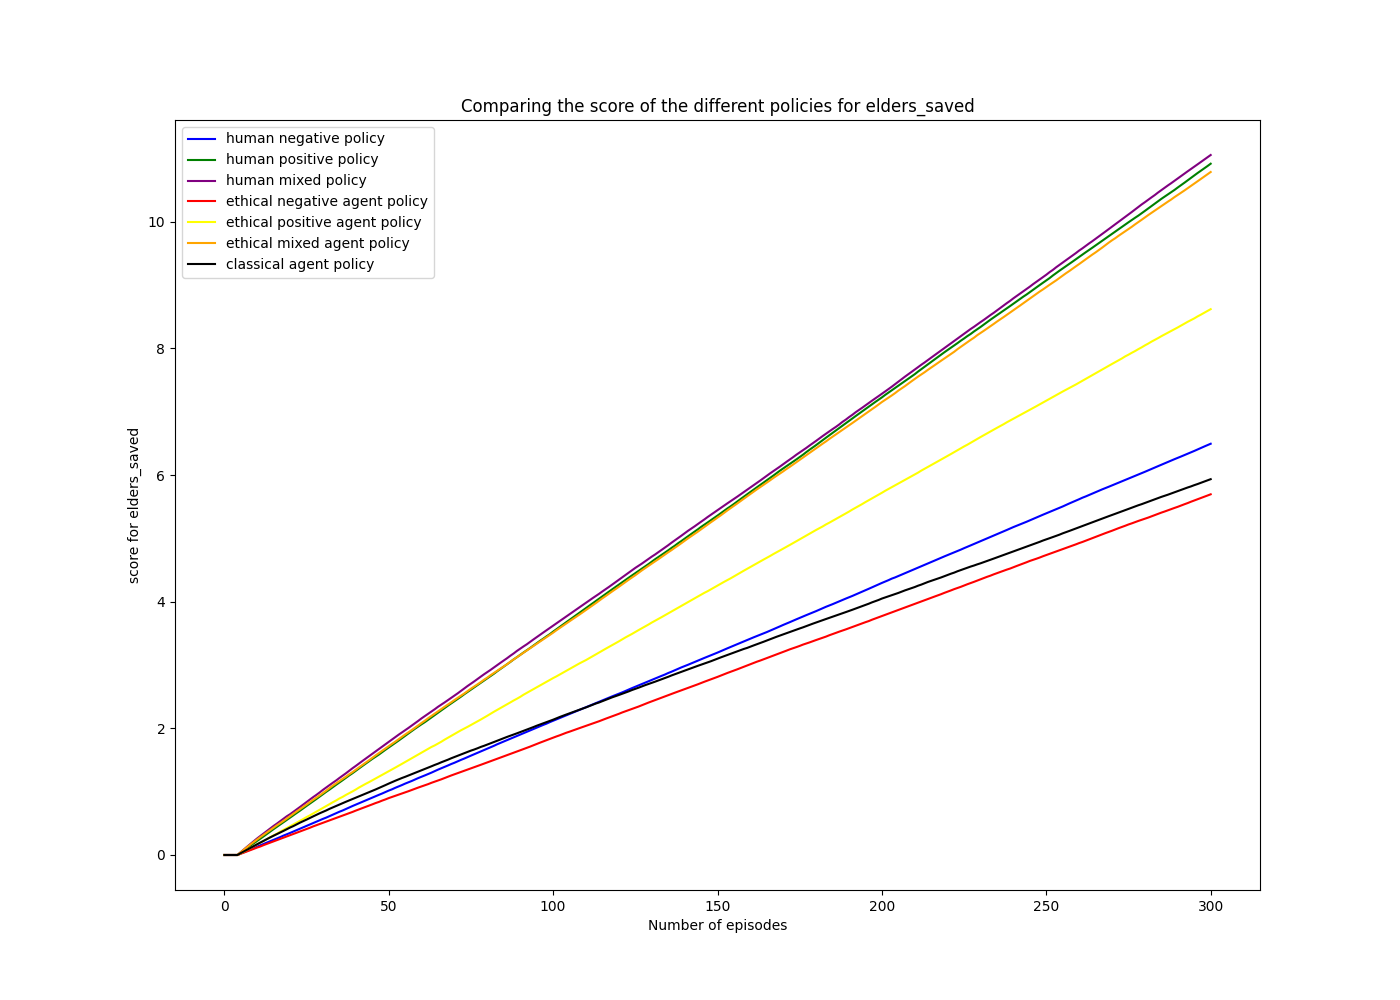 Comparing the score of the different policies for elders_saved
human negative policy
human positive policy
human mixed policy
ethical negative agent policy
ethical positive agent policy
ethical mixed agent policy
classical agent policy
score for elders_saved
10
8
6
4
2
0
0 50 100 150 200 250 300
Number of episodes